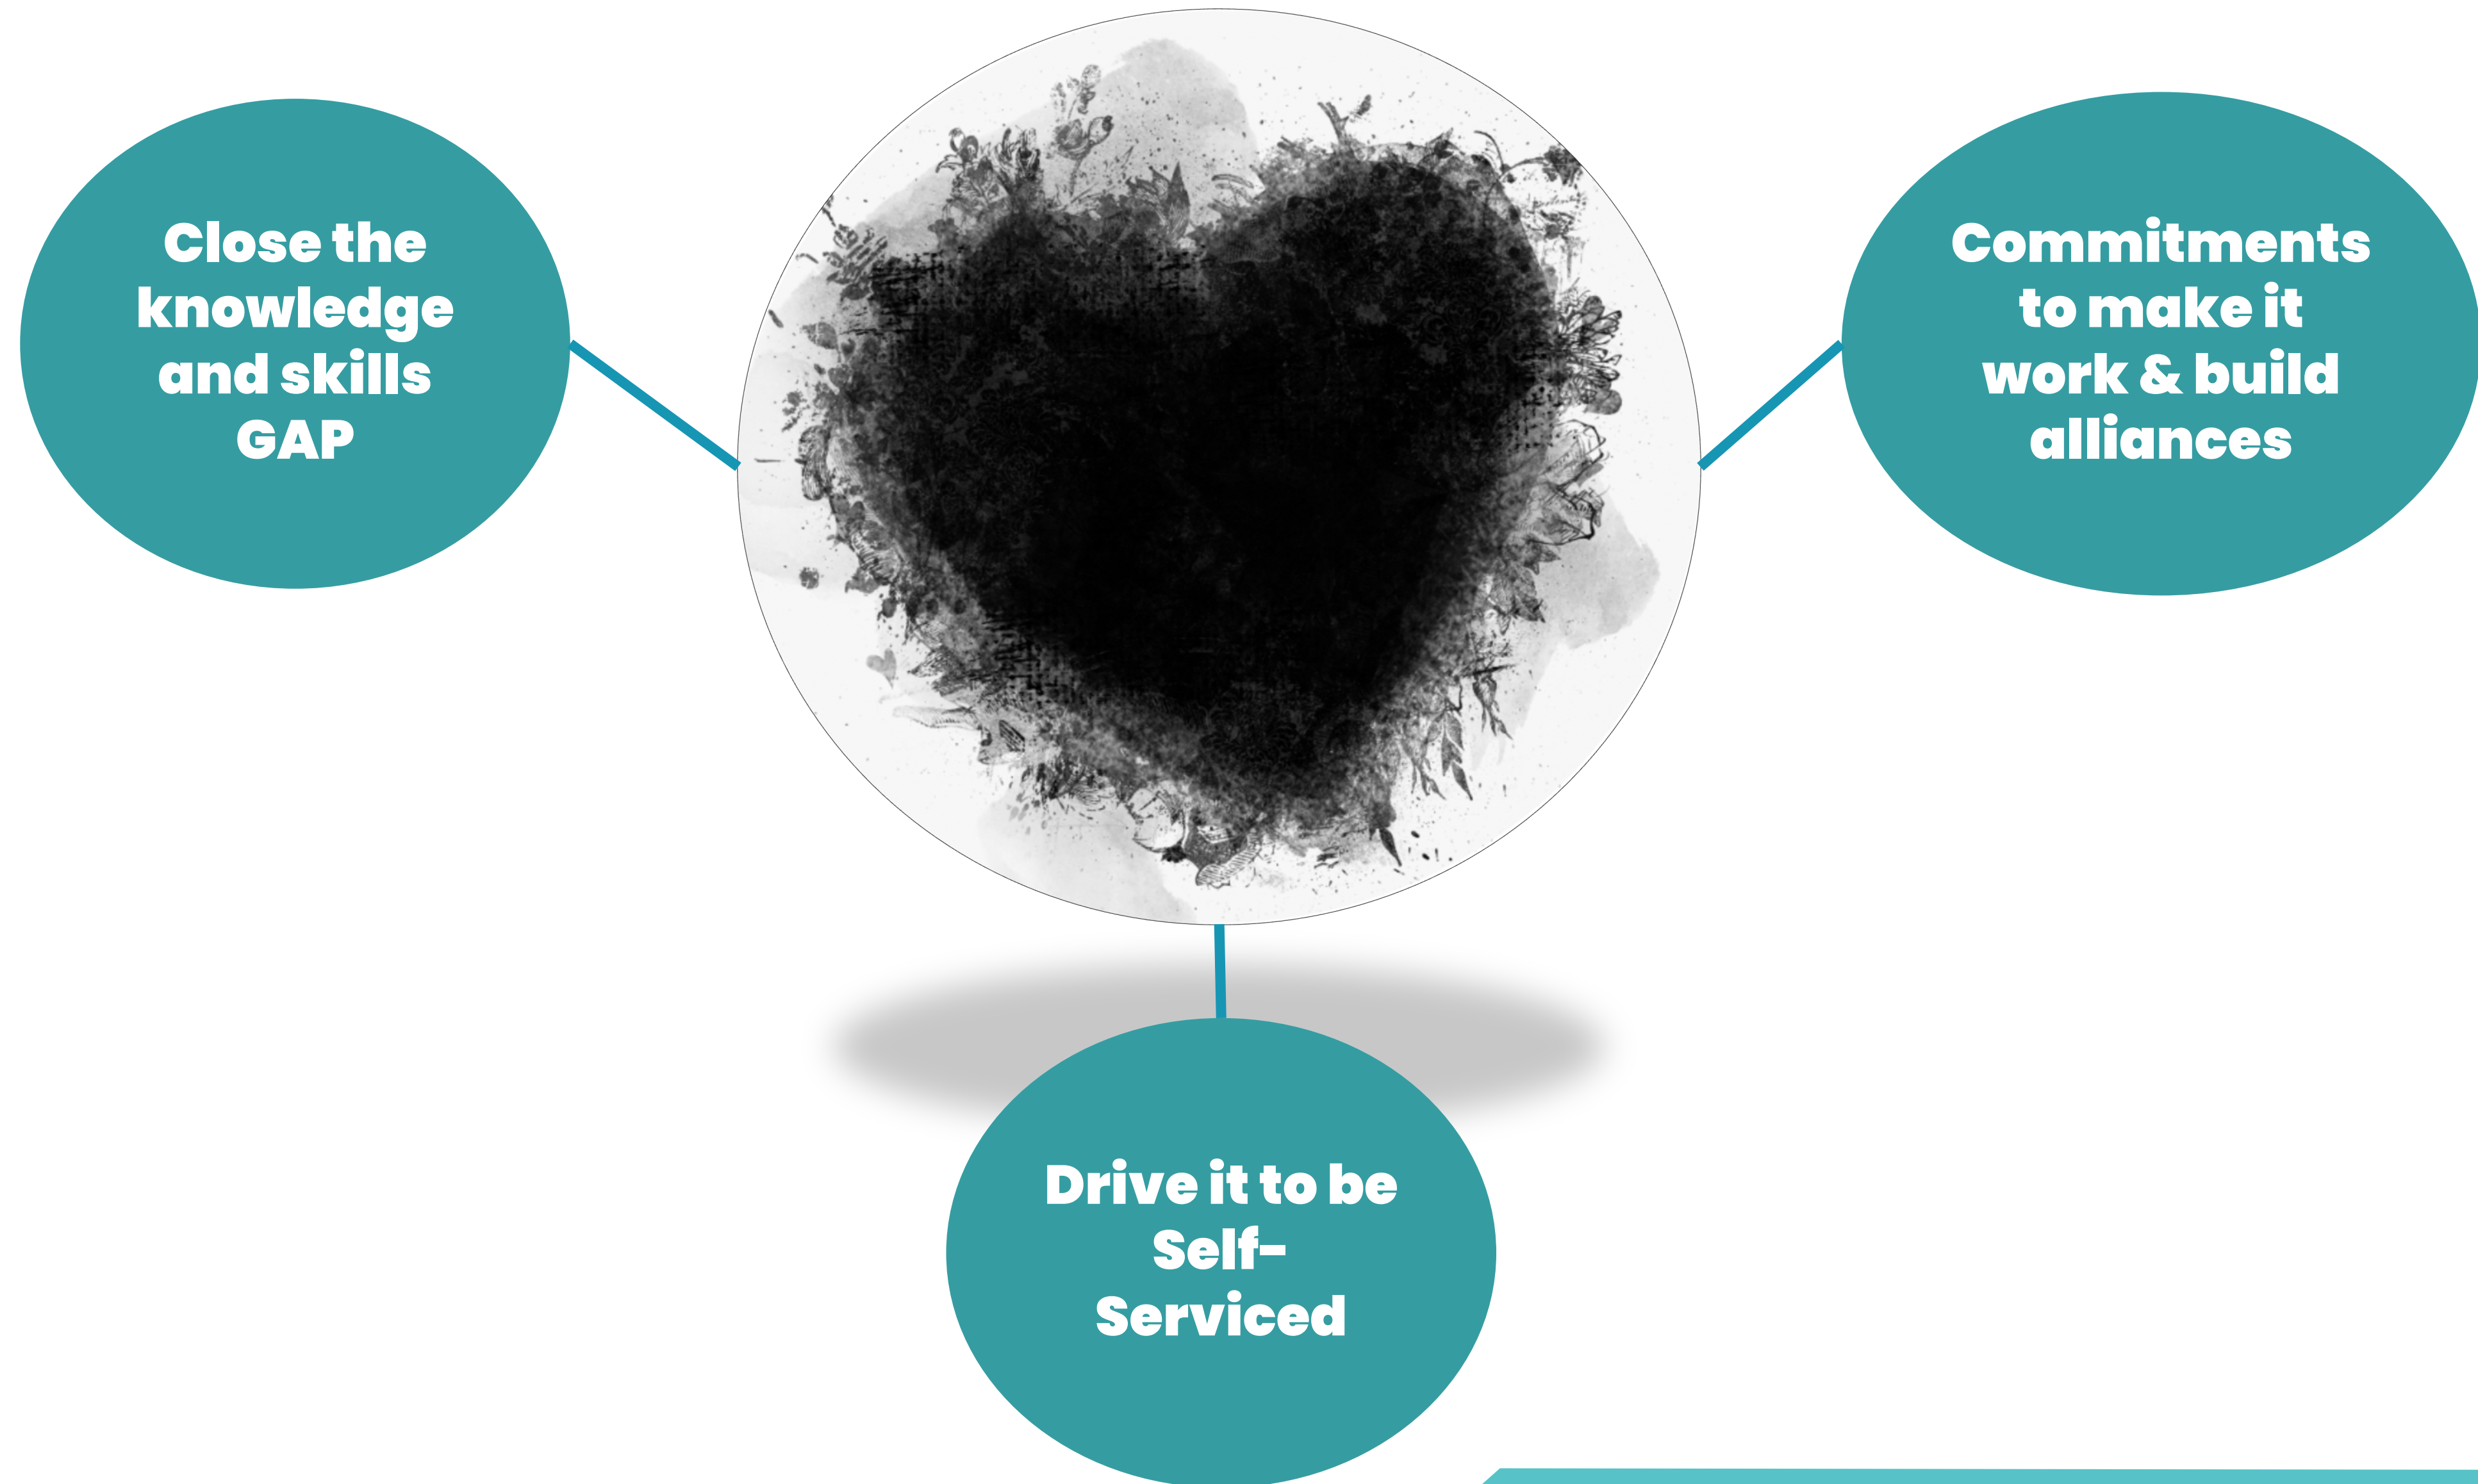 Close the
knowledge
and skills
GAP
Commitments
to make it
work & build
alliances
Drive it to be
Self-
Serviced